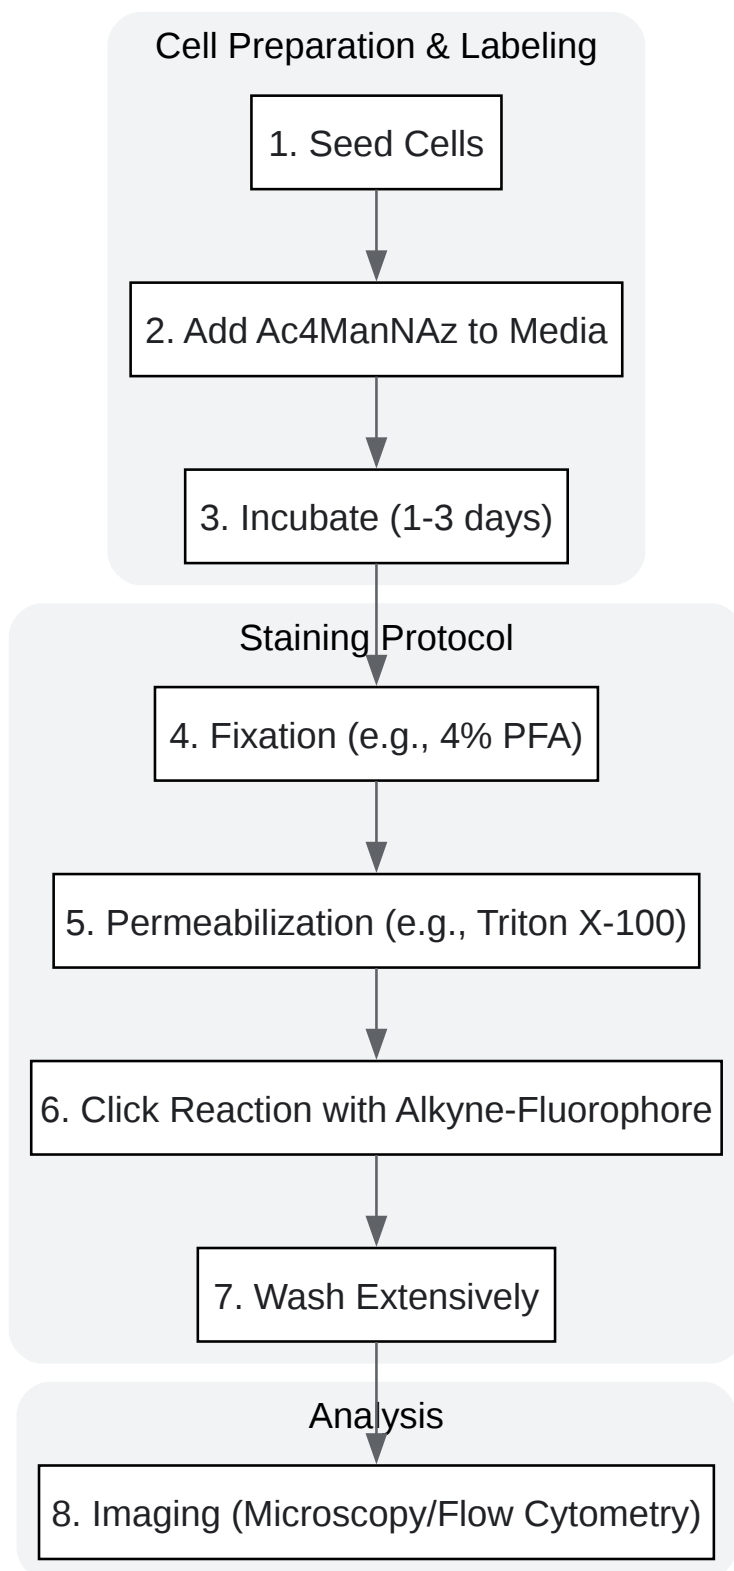 Cell Preparation & Labeling
1. Seed Cells
2. Add Ac4ManNAz to Media
3. Incubate (1-3 days)
Staining Protocol
4. Fixation (e.g., 4% PFA)
5. Permeabilization (e.g., Triton X-100)
6. Click Reaction with Alkyne-Fluorophore
7. Wash Extensively
Analysis
8. Imaging (Microscopy/Flow Cytometry)